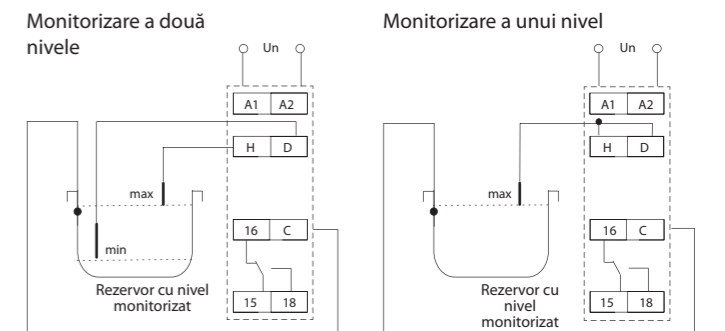 Monitorizare a două
nivele
Un
A1 A2
H D
max
min
16 C
Rezervor cu nivel
monitorizat
15 18
Monitorizare a unui nivel
Un
A1 A2
H D
max
16 C
Rezervor cu
nivel
monitorizat
15 18